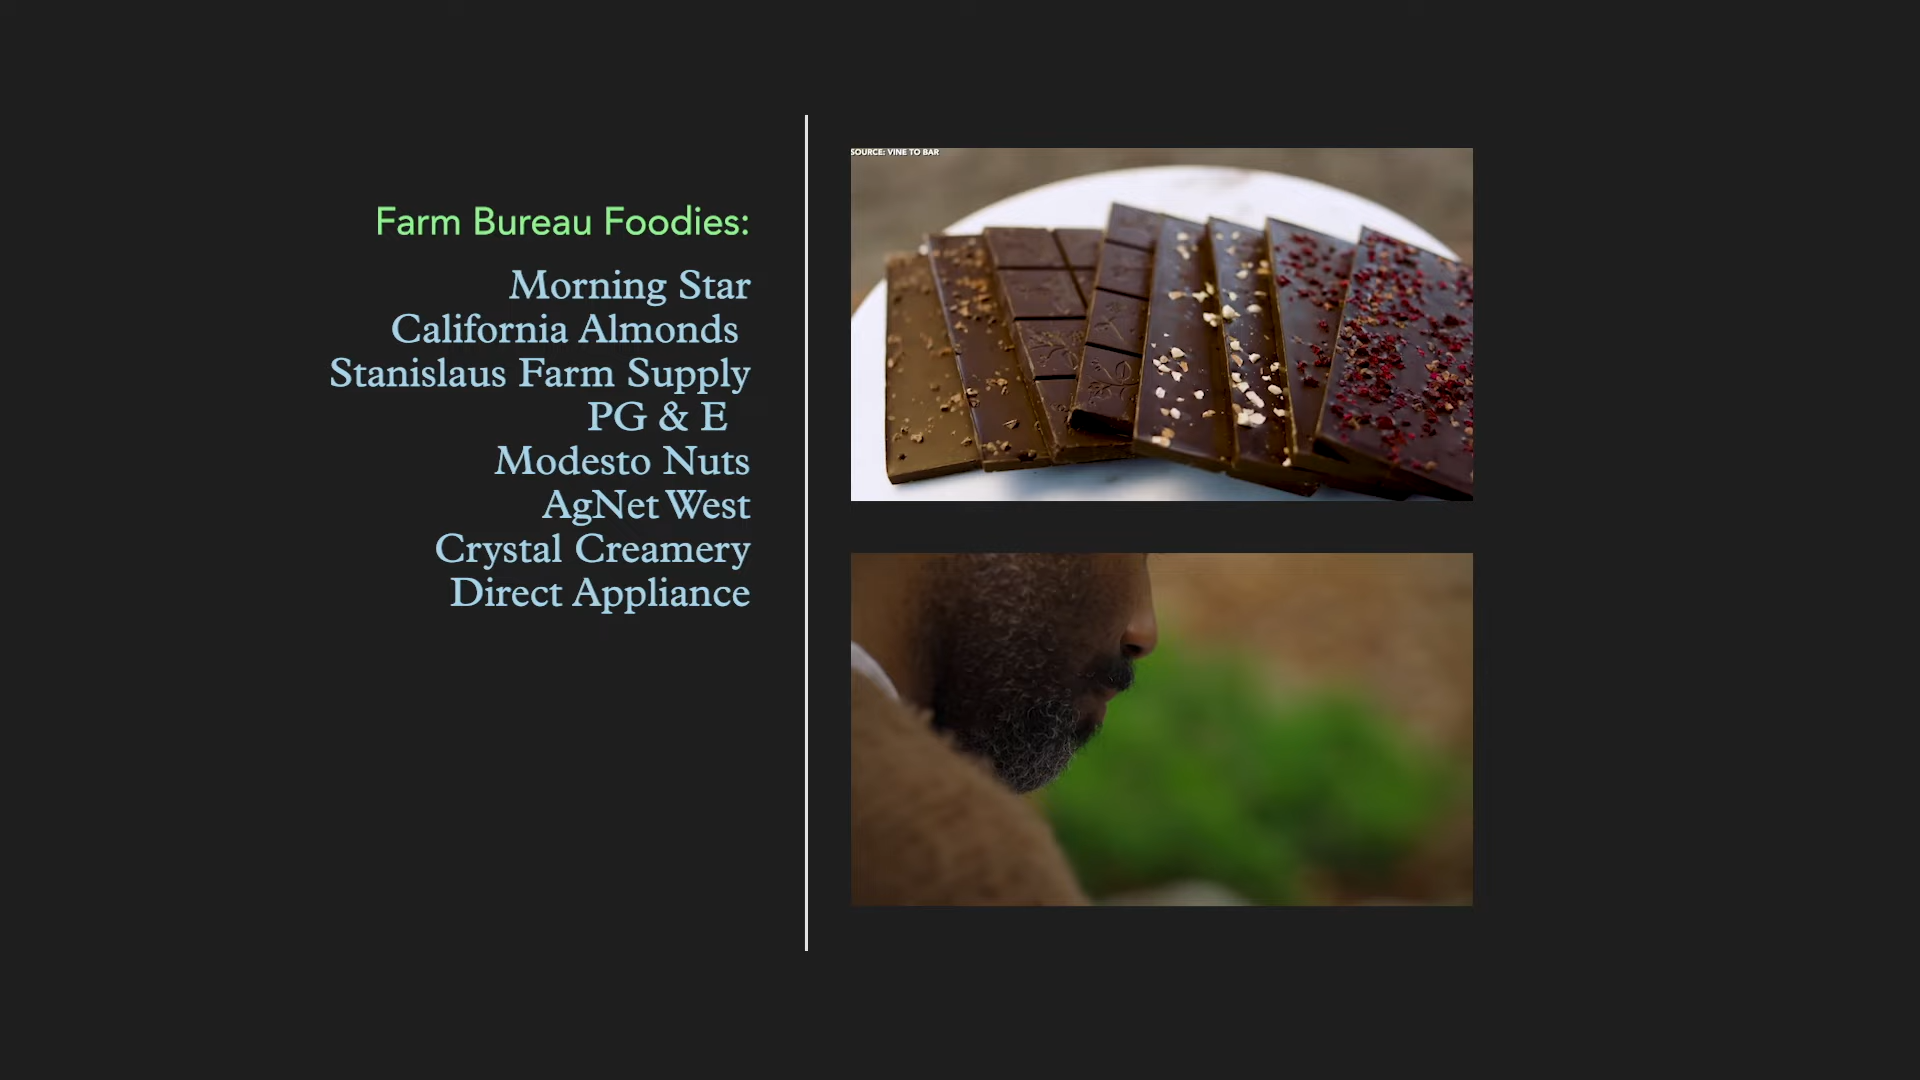 Farm Bureau Foodies:
Morning Star
California Almonds
Stanislaus Farm Supply
PG & E
Modesto Nuts
AgNet West
Crystal Creamery
Direct Appliance
SOURCE: VINE TO BAR